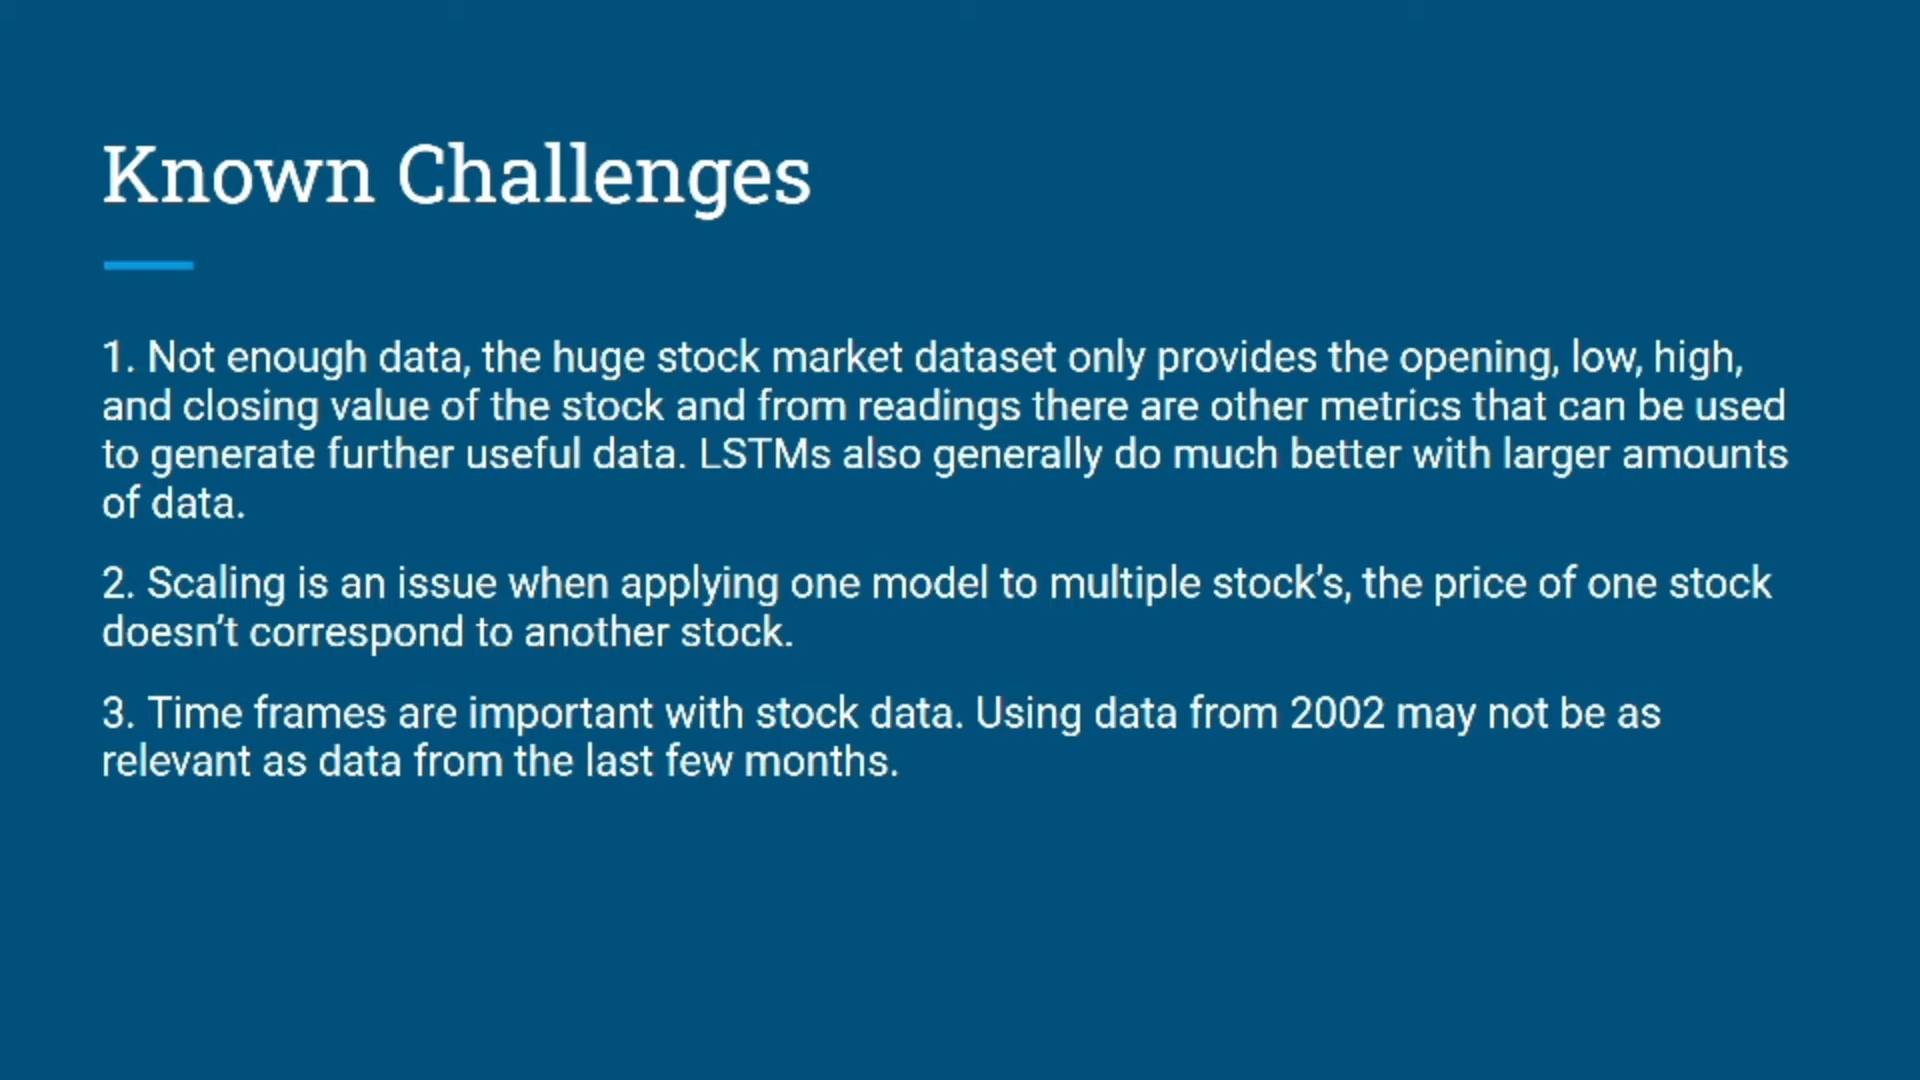 Known Challenges
1. Not enough data, the huge stock market dataset only provides the opening, low, high,
and closing value of the stock and from readings there are other metrics that can be used
to generate further useful data. LSTMs also generally do much better with larger amounts
of data.
2. Scaling is an issue when applying one model to multiple stock’s, the price of one stock
doesn’t correspond to another stock.
3. Time frames are important with stock data. Using data from 2002 may not be as
relevant as data from the last few months.